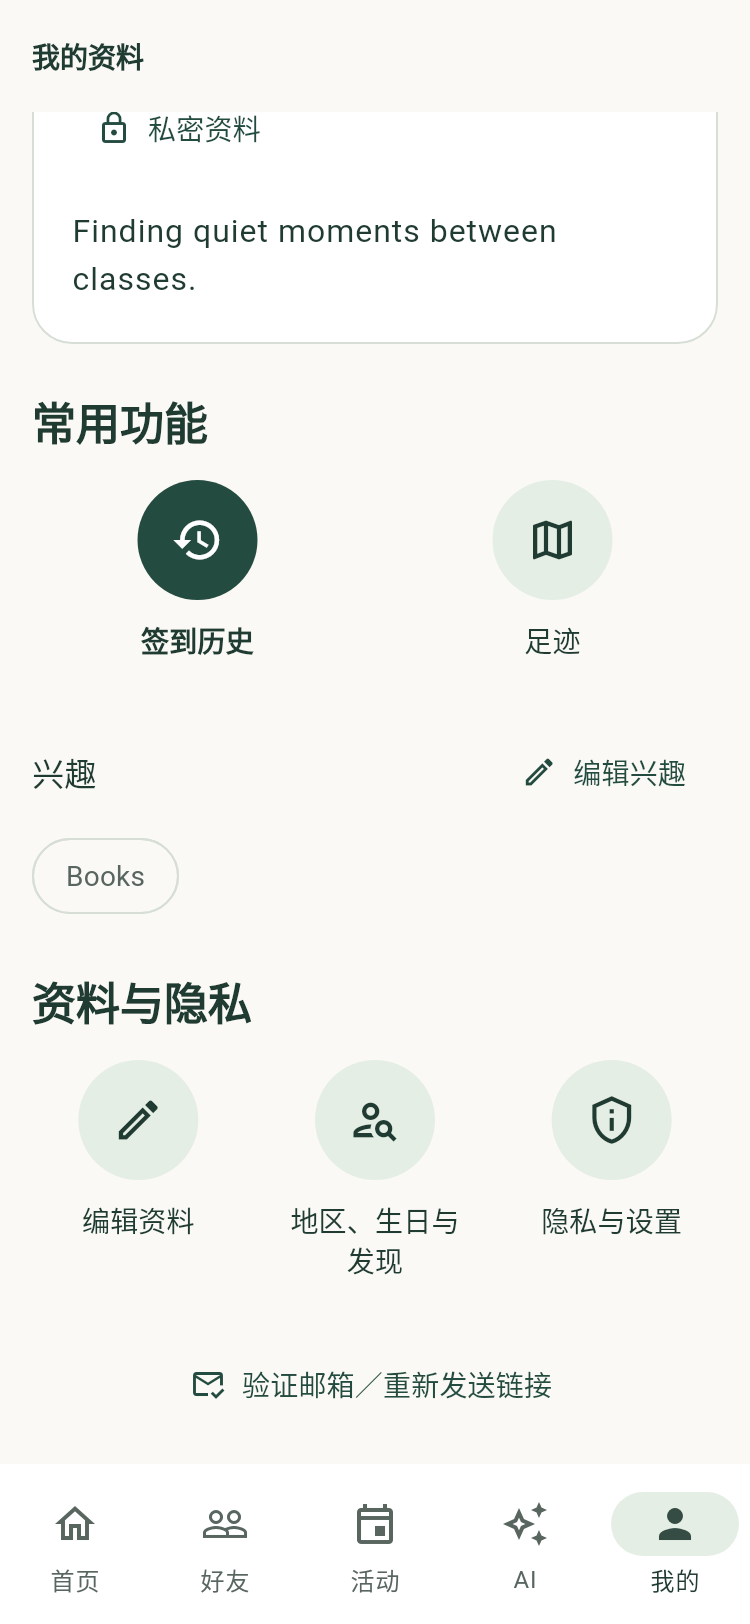 我的资料
私密资料
Finding quiet moments between
classes.
常用功能
签到历史
足迹
兴趣
编辑兴趣
Books
资料与隐私
编辑资料
地区、生日与
发现
隐私与设置
验证邮箱／重新发送链接
首页
好友
活动
AI
我的